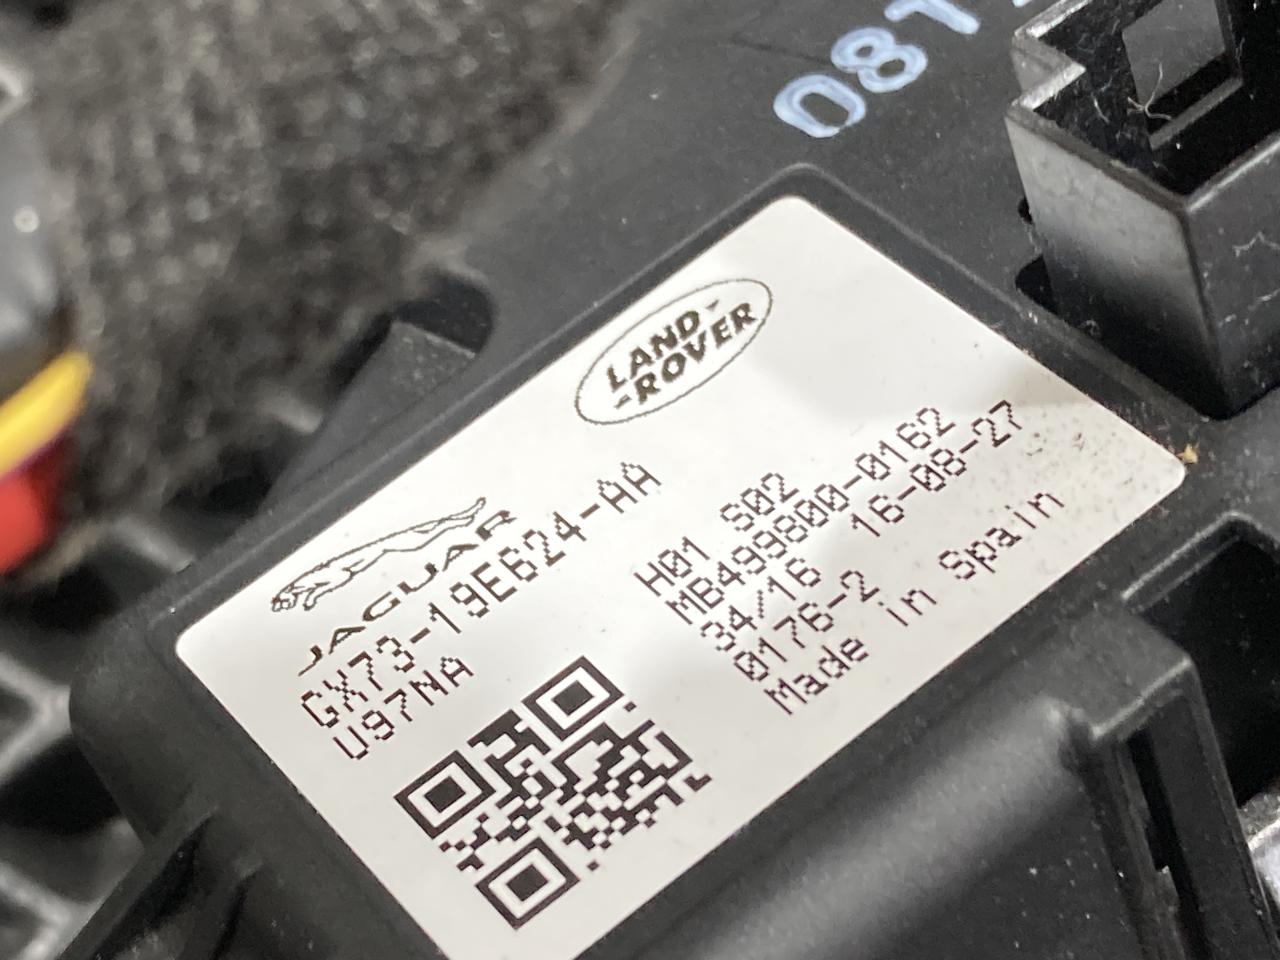 081
LAND-
-ROVER
JAGUAR
GX73-19E624-AA
U97NA
H01 S02
MB499800-0162
34/16 16-08-27
0176-2
Made in Spain